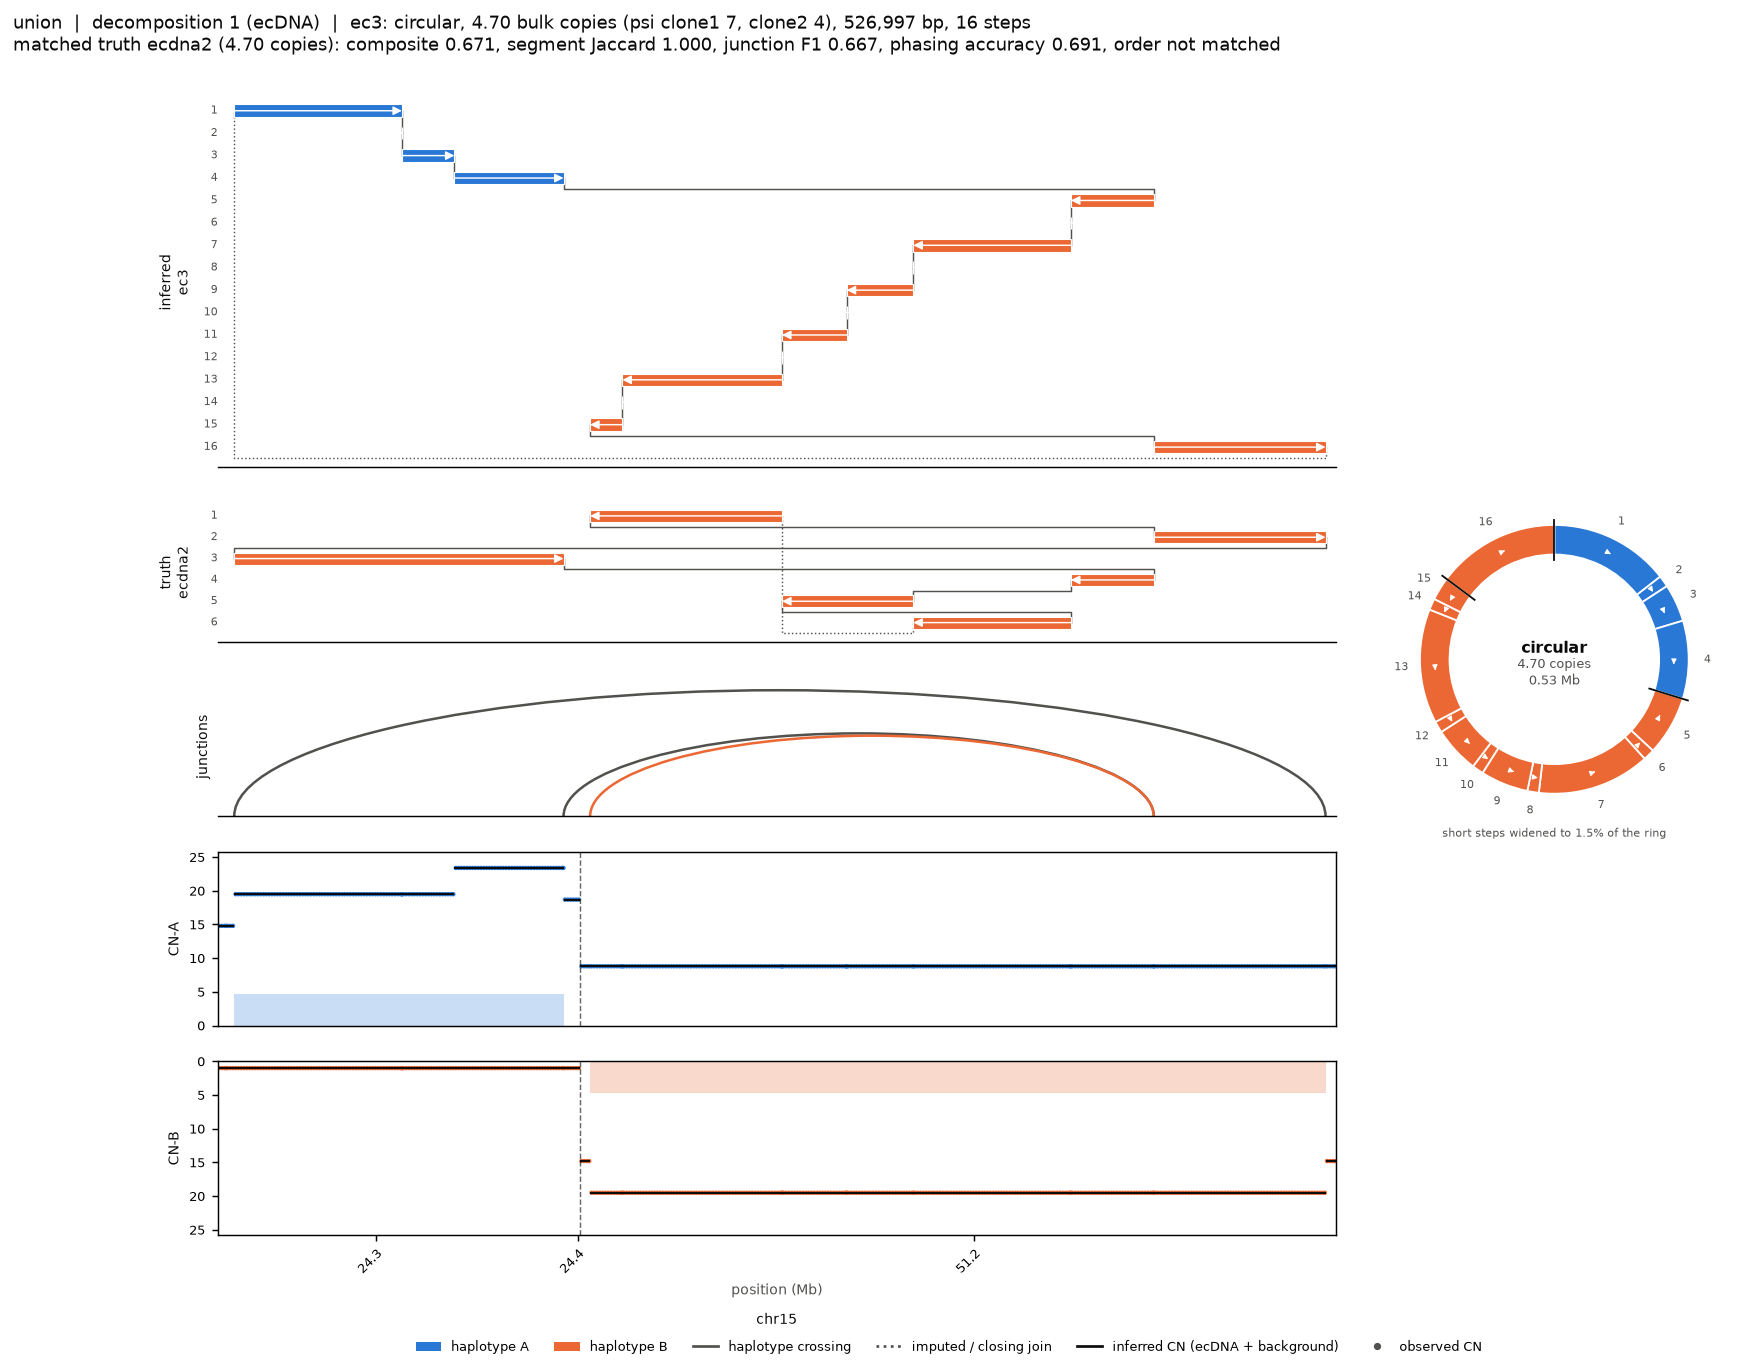 union  |  decomposition 1 (ecDNA)  |  ec3: circular, 4.70 bulk copies (psi clone1 7, clone2 4), 526,997 bp, 16 steps
matched truth ecdna2 (4.70 copies): composite 0.671, segment Jaccard 1.000, junction F1 0.667, phasing accuracy 0.691, order not matched
inferred
ec3
1
2
3
4
5
6
7
8
9
10
11
12
13
14
15
16
truth
ecdna2
1
2
3
4
5
6
junctions
16
1
2
3
4
5
6
7
8
9
10
11
12
13
14
15
circular
4.70 copies
0.53 Mb
short steps widened to 1.5% of the ring
CN-A
25
20
15
10
5
0
CN-B
0
5
10
15
20
25
24.3
24.4
51.2
position (Mb)
chr15
haplotype A
haplotype B
haplotype crossing
imputed / closing join
inferred CN (ecDNA + background)
observed CN